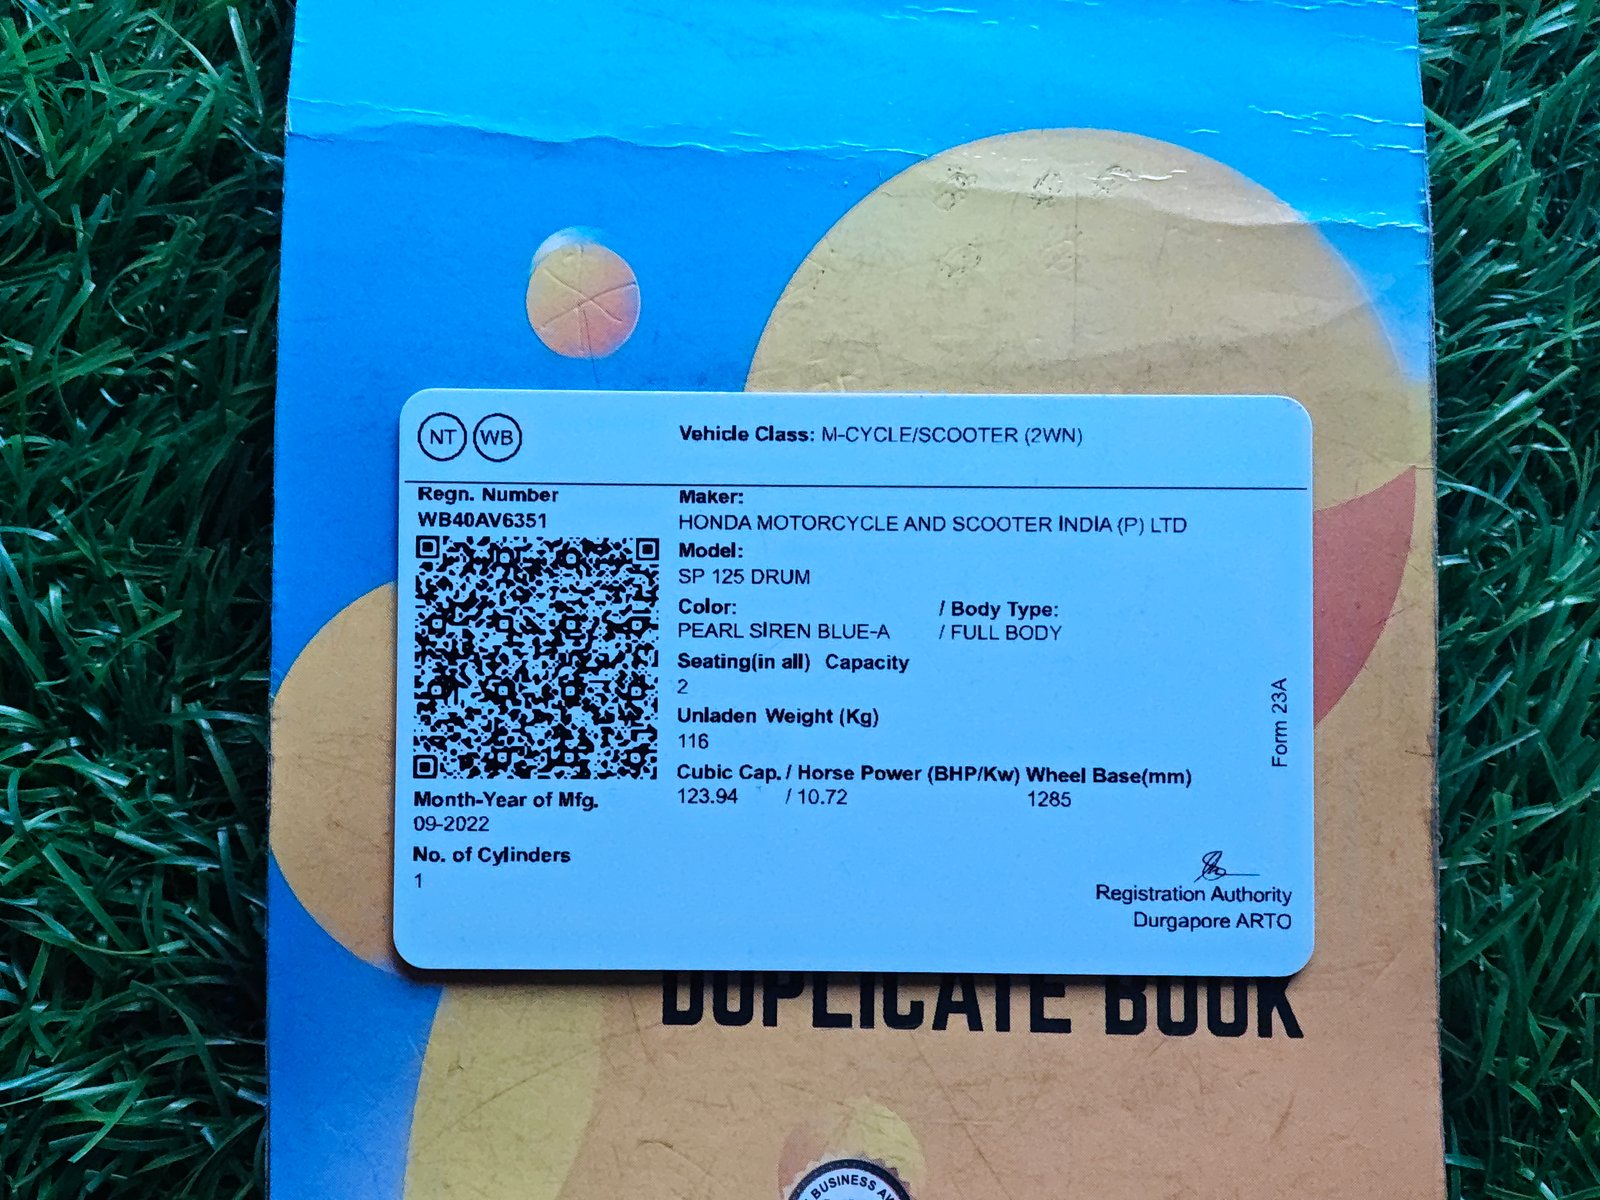 NT WB
Vehicle Class: M-CYCLE/SCOOTER (2WN)
Regn. Number
WB40AV6351
Month-Year of Mfg.
09-2022
No. of Cylinders
1
Maker:
HONDA MOTORCYCLE AND SCOOTER INDIA (P) LTD
Model:
SP 125 DRUM
Color: / Body Type:
PEARL SIREN BLUE-A / FULL BODY
Seating(in all) Capacity
2
Unladen Weight (Kg)
116
Cubic Cap. / Horse Power (BHP/Kw) Wheel Base(mm)
123.94 / 10.72 1285
Form 23A
Registration Authority
Durgapore ARTO
DUPLICATE BOOK
BUSINESS